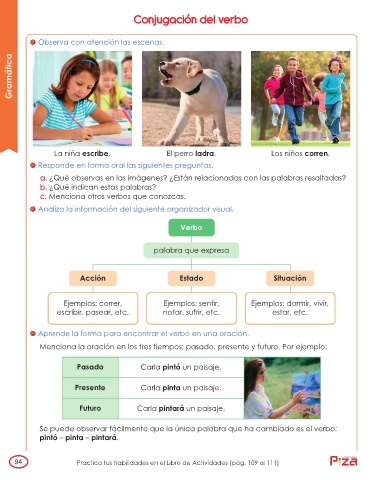 Conjugación del verbo
Gramática
Observa con atención las escenas.
La niña escribe.
El perro ladra.
Los niños corren.
Responde en forma oral las siguientes preguntas.
a. ¿Qué observas en las imágenes? ¿Están relacionadas con las palabras resaltadas?
b. ¿Qué indican estas palabras?
c. Menciona otros verbos que conozcas.
Analiza la información del siguiente organizador visual.
Verbo
palabra que expresa
Acción
Estado
Situación
Ejemplos: correr,
escribir, pasear, etc.
Ejemplos: sentir,
notar, sufrir, etc.
Ejemplos: dormir, vivir,
estar, etc.
Aprende la forma para encontrar el verbo en una oración.
Menciona la oración en los tres tiempos: pasado, presente y futuro. Por ejemplo:
Pasado
Carla pintó un paisaje.
Presente
Carla pinta un paisaje.
Futuro
Carla pintará un paisaje.
Se puede observar fácilmente que la única palabra que ha cambiado es el verbo:
pintó – pinta – pintará.
94
Practica tus habilidades en el Libro de Actividades (pág. 109 al 111)